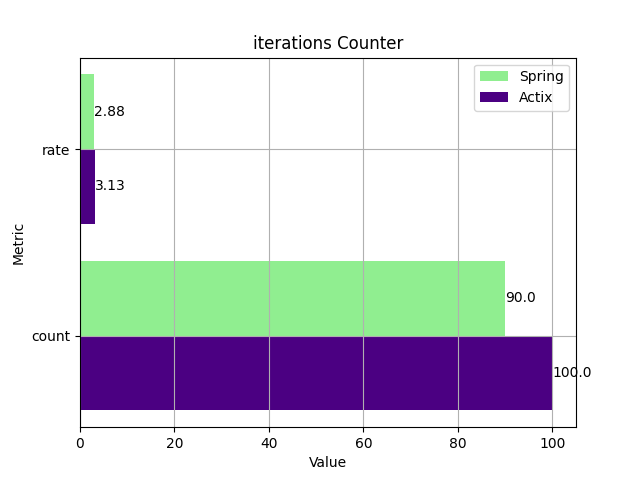 iterations Counter
Spring
Actix
2.88
rate
3.13
Metric
90.0
count
100.0
0 20 40 60 80 100
Value